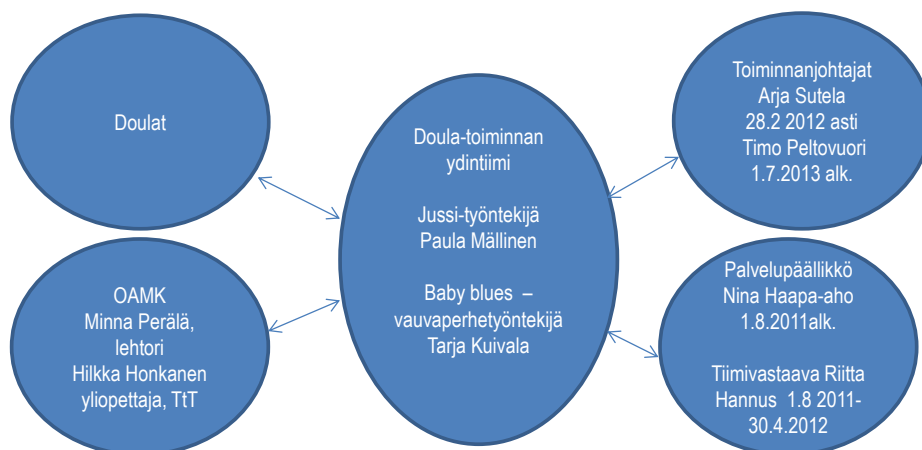 Doulat
OAMK
Minna Perälä,
lehtori
Hilkka Honkanen
yliopettaja, TtT
Doula-toiminnan
ydintiimi
Jussi-työntekijä
Paula Mällinen
Baby blues –
vauvaperhetyöntekijä
Tarja Kuivala
Toiminnanjohtajat
Arja Sutela
28.2 2012 asti
Timo Peltovuori
1.7.2013 alk.
Palvelupäällikkö
Nina Haapa-aho
1.8.2011alk.
Tiimivastaava Riitta
Hannus 1.8 2011-
30.4.2012